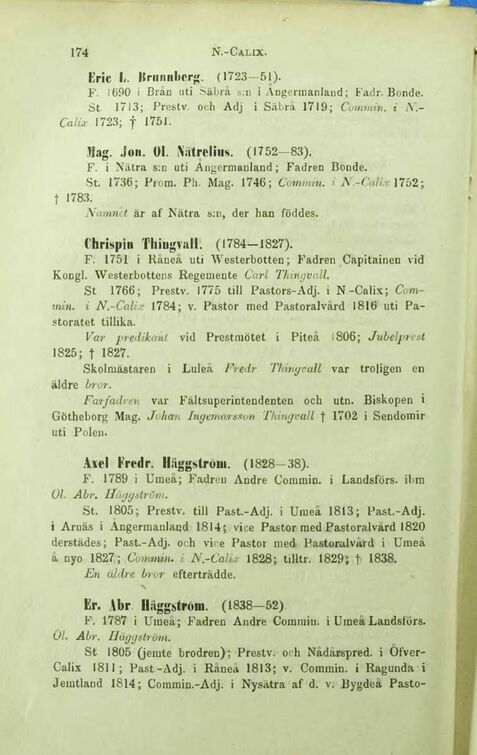 174 N.-CALIX.
Eric L. Brunnberg. (1723—51).
F. 1690 i Brån uti Säbrå s:n i Ångermanland; Fadr. Bonde.
St 1713; Prestv. och Adj i Säbrå 1719; Commin. i N.-
Calix 1723; † 1751.
Mag. Jon. Ol. Nätrelius. (1752—83).
F. i Nätra s:n uti Ångermanland; Fadren Bonde.
St. 1736; Prom. Ph. Mag. 1746; Commin. i N.-Calix 1752;
† 1783.
Namnet är af Nätra s:n, der han föddes.
Chrispin Thingvall. (1784—1827).
F. 1751 i Råneå uti Westerbotten; Fadren Capitainen vid
Kongl. Westerbottens Regemente Carl Thingvall.
St 1766; Prestv. 1775 till Pastors-Adj. i N-Calix; Com-
min. i N.-Calix 1784; v. Pastor med Pastoralvård 1816 uti Pa-
storatet tillika.
Var predikant vid Prestmötet i Piteå 1806; Jubelprest
1825; † 1827.
Skolmästaren i Luleå Fredr Thingvall var troligen en
äldre bror.
Farfadren var Fältsuperintendenten och utn. Biskopen i
Götheborg Mag. Johan Ingemarsson Thingvall † 1702 i Sendomir
uti Polen.
Axel Fredr. Häggström. (1828—38).
F. 1789 i Umeå; Fadren Andre Commin. i Landsförs. ibm
Ol. Abr. Häggström.
St. 1805; Prestv. till Past.-Adj. i Umeå 1813; Past.-Adj.
i Arnäs i Ångermanland 1814; vice Pastor med Pastoralvård 1820
derstädes; Past.-Adj. och vice Pastor med Pastoralvård i Umeå
å nyo 1827; Commin. i N.-Calix 1828; tilltr. 1829; † 1838.
En äldre bror efterträdde.
Er. Abr Häggström. (1838—52)
F. 1787 i Umeå; Fadren Andre Commin. i Umeå Landsförs.
Ol. Abr. Häggström.
St 1805 (jemte brodren); Prestv. och Nådårspred. i Öfver-
Calix 1811; Past-Adj. i Råneå 1813; v. Commin. i Ragunda i
Jemtland 1814; Commin.-Adj. i Nysätra af d. v. Bygdeå Pasto-